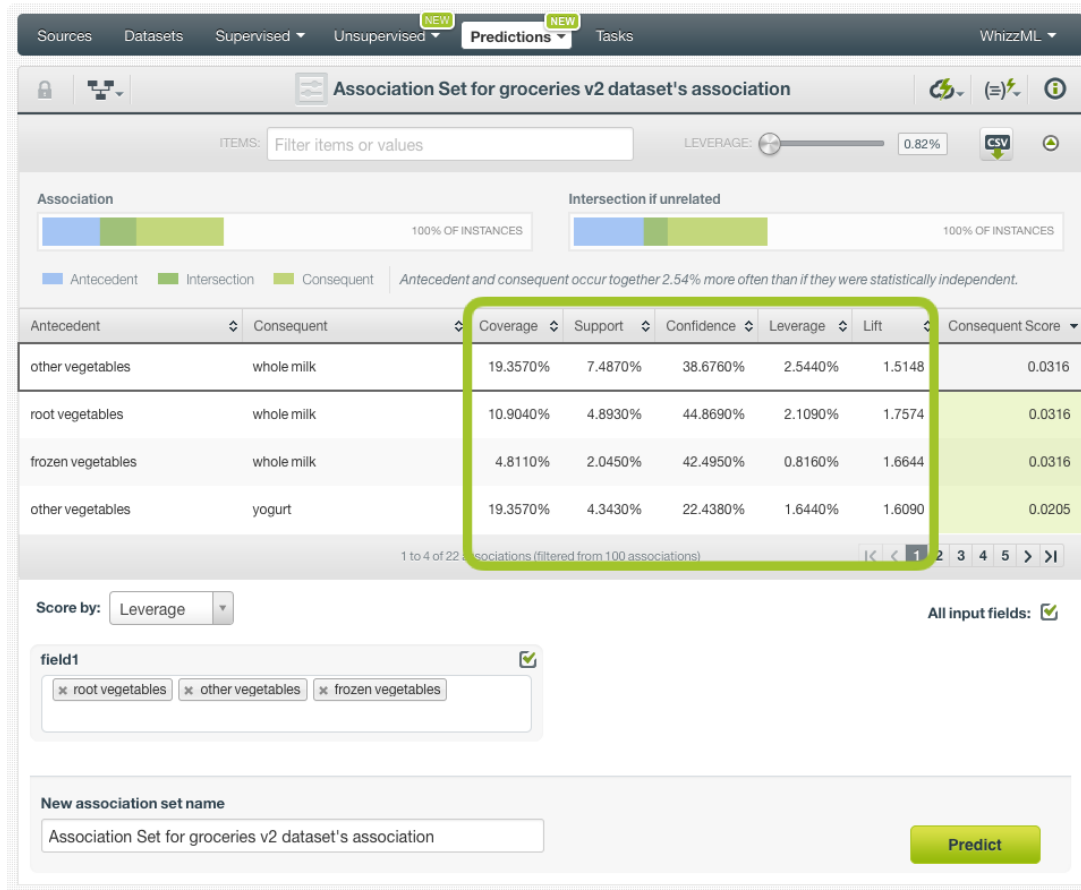 NEW NEW
Sources Datasets Supervised Unsupervised Predictions Tasks WhizzML
Association Set for groceries v2 dataset's association
ITEMS: Filter items or values LEVERAGE: 0.82% CSV
Association Intersection if unrelated
100% OF INSTANCES 100% OF INSTANCES
Antecedent Intersection Consequent Antecedent and consequent occur together 2.54% more often than if they were statistically independent.
Antecedent Consequent Coverage Support Confidence Leverage Lift Consequent Score
other vegetables whole milk 19.3570% 7.4870% 38.6760% 2.5440% 1.5148 0.0316
root vegetables whole milk 10.9040% 4.8930% 44.8690% 2.1090% 1.7574 0.0316
frozen vegetables whole milk 4.8110% 2.0450% 42.4950% 0.8160% 1.6644 0.0316
other vegetables yogurt 19.3570% 4.3430% 22.4380% 1.6440% 1.6090 0.0205
1 to 4 of 22 associations (filtered from 100 associations) 1 2 3 4 5
Score by: Leverage All input fields:
field1
× root vegetables × other vegetables × frozen vegetables
New association set name
Association Set for groceries v2 dataset's association
Predict